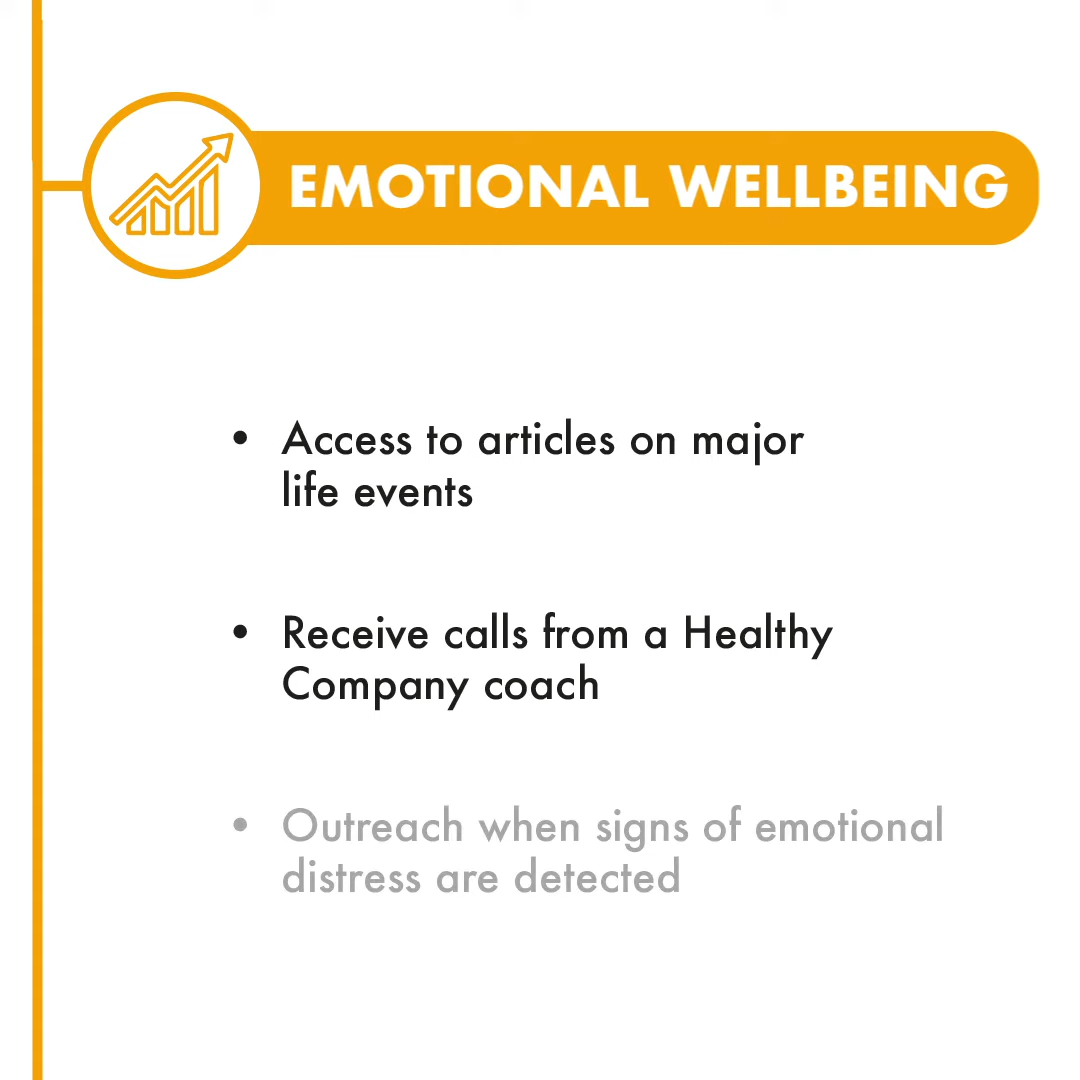 EMOTIONAL WELLBEING
• Access to articles on major
life events
• Receive calls from a Healthy
Company coach
• Outreach when signs of emotional
distress are detected